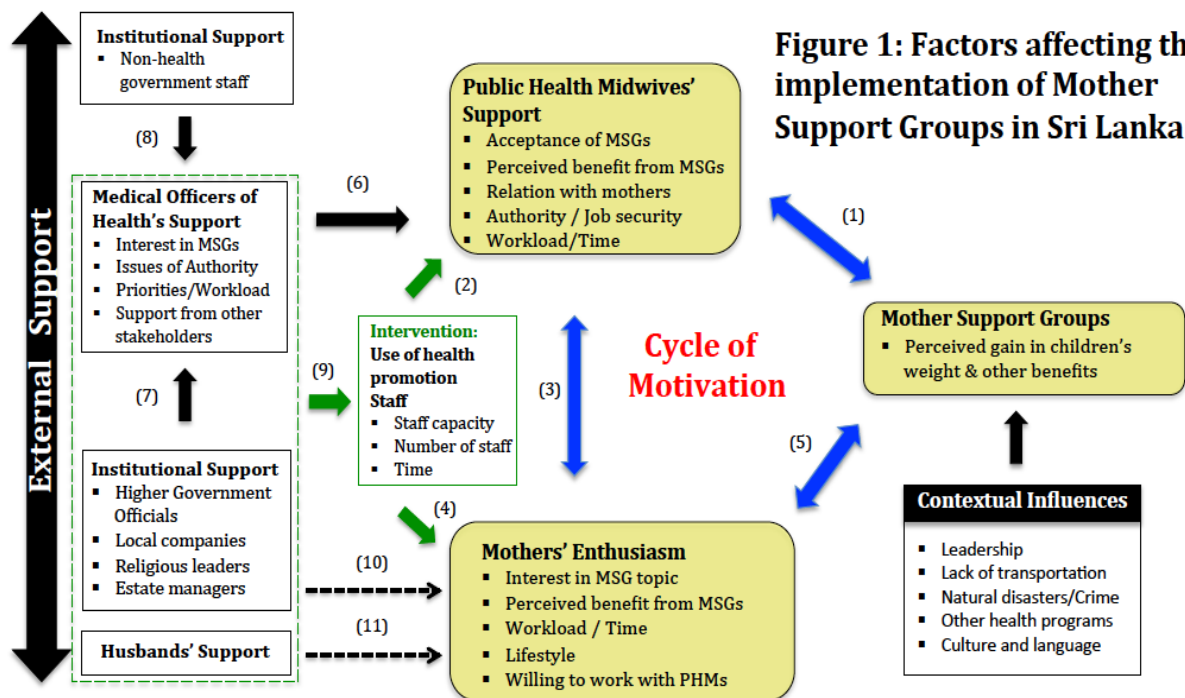 Figure 1: Factors affecting th
implementation of Mother
Support Groups in Sri Lanka
External Support
Institutional Support
▪ Non-health
government staff
(8)
Medical Officers of
Health's Support
▪ Interest in MSGs
▪ Issues of Authority
▪ Priorities/Workload
▪ Support from other
stakeholders
(7)
Institutional Support
▪ Higher Government
Officials
▪ Local companies
▪ Religious leaders
▪ Estate managers
Husbands' Support
(6)
(9)
(10)
(11)
Intervention:
Use of health
promotion
Staff
▪ Staff capacity
▪ Number of staff
▪ Time
(2)
(4)
Public Health Midwives'
Support
▪ Acceptance of MSGs
▪ Perceived benefit from MSGs
▪ Relation with mothers
▪ Authority / Job security
▪ Workload/Time
(3)
Cycle of
Motivation
(1)
(5)
Mothers' Enthusiasm
▪ Interest in MSG topic
▪ Perceived benefit from MSGs
▪ Workload / Time
▪ Lifestyle
▪ Willing to work with PHMs
Mother Support Groups
▪ Perceived gain in children's
weight & other benefits
Contextual Influences
▪ Leadership
▪ Lack of transportation
▪ Natural disasters/Crime
▪ Other health programs
▪ Culture and language